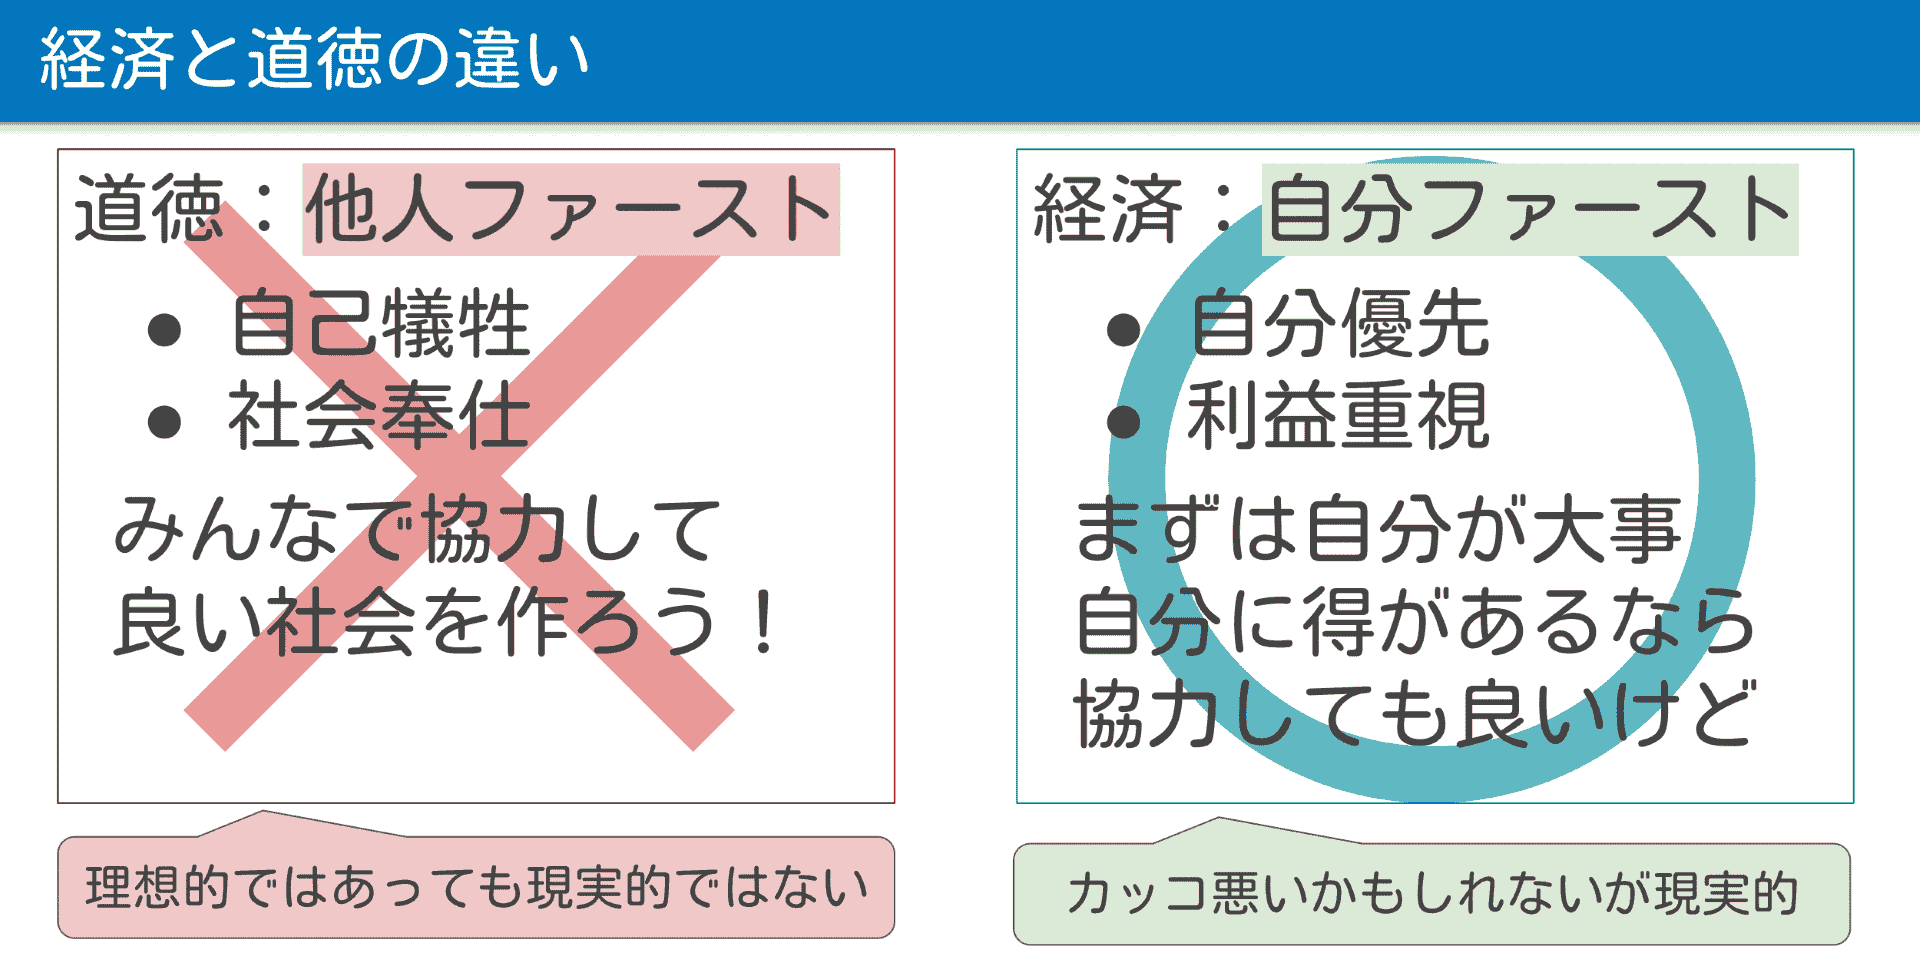 経済と道徳の違い
道徳：他人ファースト
● 自己犠牲
● 社会奉仕
みんなで協力して
良い社会を作ろう！
理想的ではあっても現実的ではない
経済：自分ファースト
● 自分優先
● 利益重視
まずは自分が大事
自分に得があるなら
協力しても良いけど
カッコ悪いかもしれないが現実的